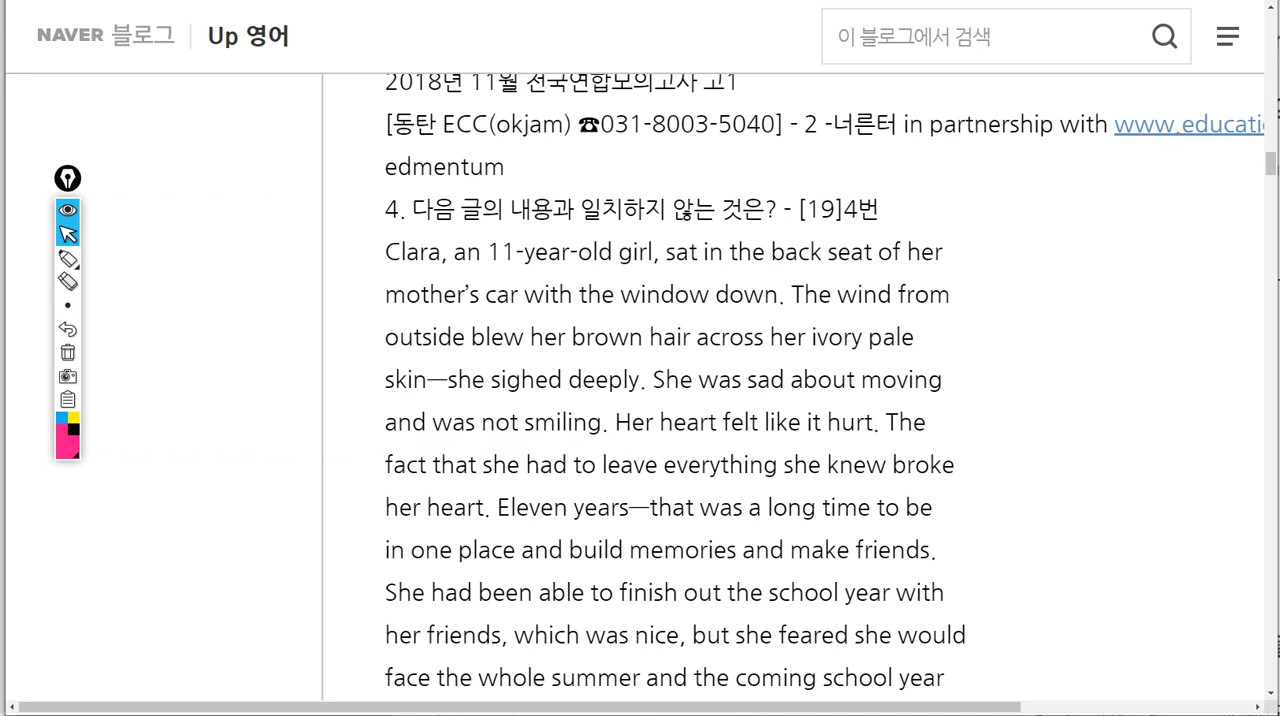 NAVER 블로그 Up 영어 이 블로그에서 검색
2018년 11월 전국연합모의고사 고1
[동탄 ECC(okjam) ☎031-8003-5040] - 2 -너른터 in partnership with www.educati
edmentum
4. 다음 글의 내용과 일치하지 않는 것은? - [19]4번
Clara, an 11-year-old girl, sat in the back seat of her
mother’s car with the window down. The wind from
outside blew her brown hair across her ivory pale
skin—she sighed deeply. She was sad about moving
and was not smiling. Her heart felt like it hurt. The
fact that she had to leave everything she knew broke
her heart. Eleven years—that was a long time to be
in one place and build memories and make friends.
She had been able to finish out the school year with
her friends, which was nice, but she feared she would
face the whole summer and the coming school year